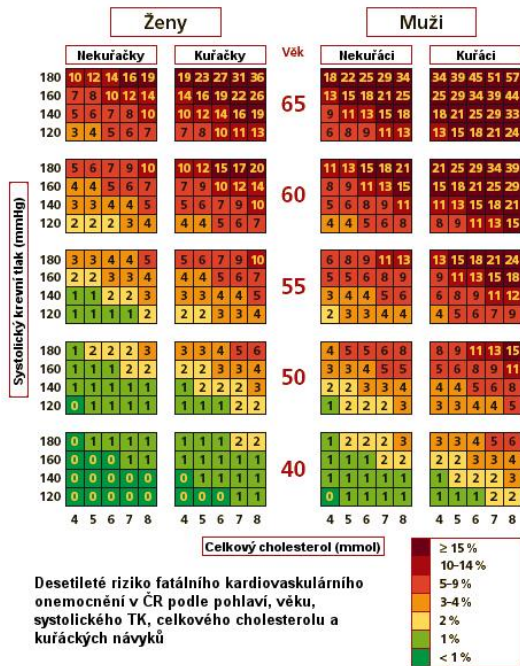 Ženy Muži
Nekuřačky Kuřačky Věk Nekuřáci Kuřáci
180 10 12 14 16 19 19 23 27 31 36 18 22 25 29 34 34 39 45 51 57
160 7 8 10 12 14 14 16 19 22 26 13 15 18 21 25 25 29 34 39 44
65
140 5 6 7 8 10 10 12 14 16 19 9 11 13 15 18 18 21 25 29 33
120 3 4 5 6 7 7 8 10 11 13 6 8 9 11 13 13 15 18 21 24
180 5 6 7 8 10 10 12 15 17 20 11 13 15 18 21 21 25 29 34 39
160 4 4 5 6 7 7 9 10 12 14 8 9 11 13 15 15 18 21 25 29
60
140 3 3 4 4 5 5 6 7 9 10 5 6 8 9 11 11 13 15 18 21
120 2 2 2 3 4 4 4 5 6 7 4 4 5 6 8 8 9 11 13 15
180 3 3 4 4 5 5 6 7 9 10 6 8 9 11 13 13 15 18 21 24
160 2 2 3 3 4 4 4 5 6 7 5 5 6 8 9 9 11 13 15 18
55
140 1 1 2 2 3 3 3 4 4 5 3 4 4 5 6 6 8 9 11 12
120 1 1 1 1 2 2 2 3 3 4 2 3 3 4 4 4 5 6 7 9
180 1 2 2 2 3 3 3 4 5 6 4 5 5 6 8 8 9 11 13 15
160 1 1 1 2 2 2 2 3 3 4 3 3 4 5 5 5 6 8 9 11
50
140 1 1 1 1 1 1 2 2 2 3 2 2 3 3 4 4 4 5 6 8
120 0 1 1 1 1 1 1 1 2 2 1 2 2 2 3 3 3 4 4 5
180 0 1 1 1 1 1 1 1 2 2 1 2 2 2 3 3 3 4 5 6
160 0 0 0 1 1 1 1 1 1 1 1 1 1 2 2 2 2 3 3 4
40
140 0 0 0 0 0 0 1 1 1 1 1 1 1 1 1 1 2 2 2 3
120 0 0 0 0 0 0 0 0 1 1 0 1 1 1 1 1 1 1 2 2
4 5 6 7 8 4 5 6 7 8 4 5 6 7 8 4 5 6 7 8
Systolický krevní tlak (mmHg)
Celkový cholesterol (mmol)
Desetileté riziko fatálního kardiovaskulárního
onemocnění v ČR podle pohlaví, věku,
systolického TK, celkového cholesterolu a
kuřáckých návyků
≥ 15 %
10–14 %
5–9 %
3–4 %
2 %
1 %
< 1 %